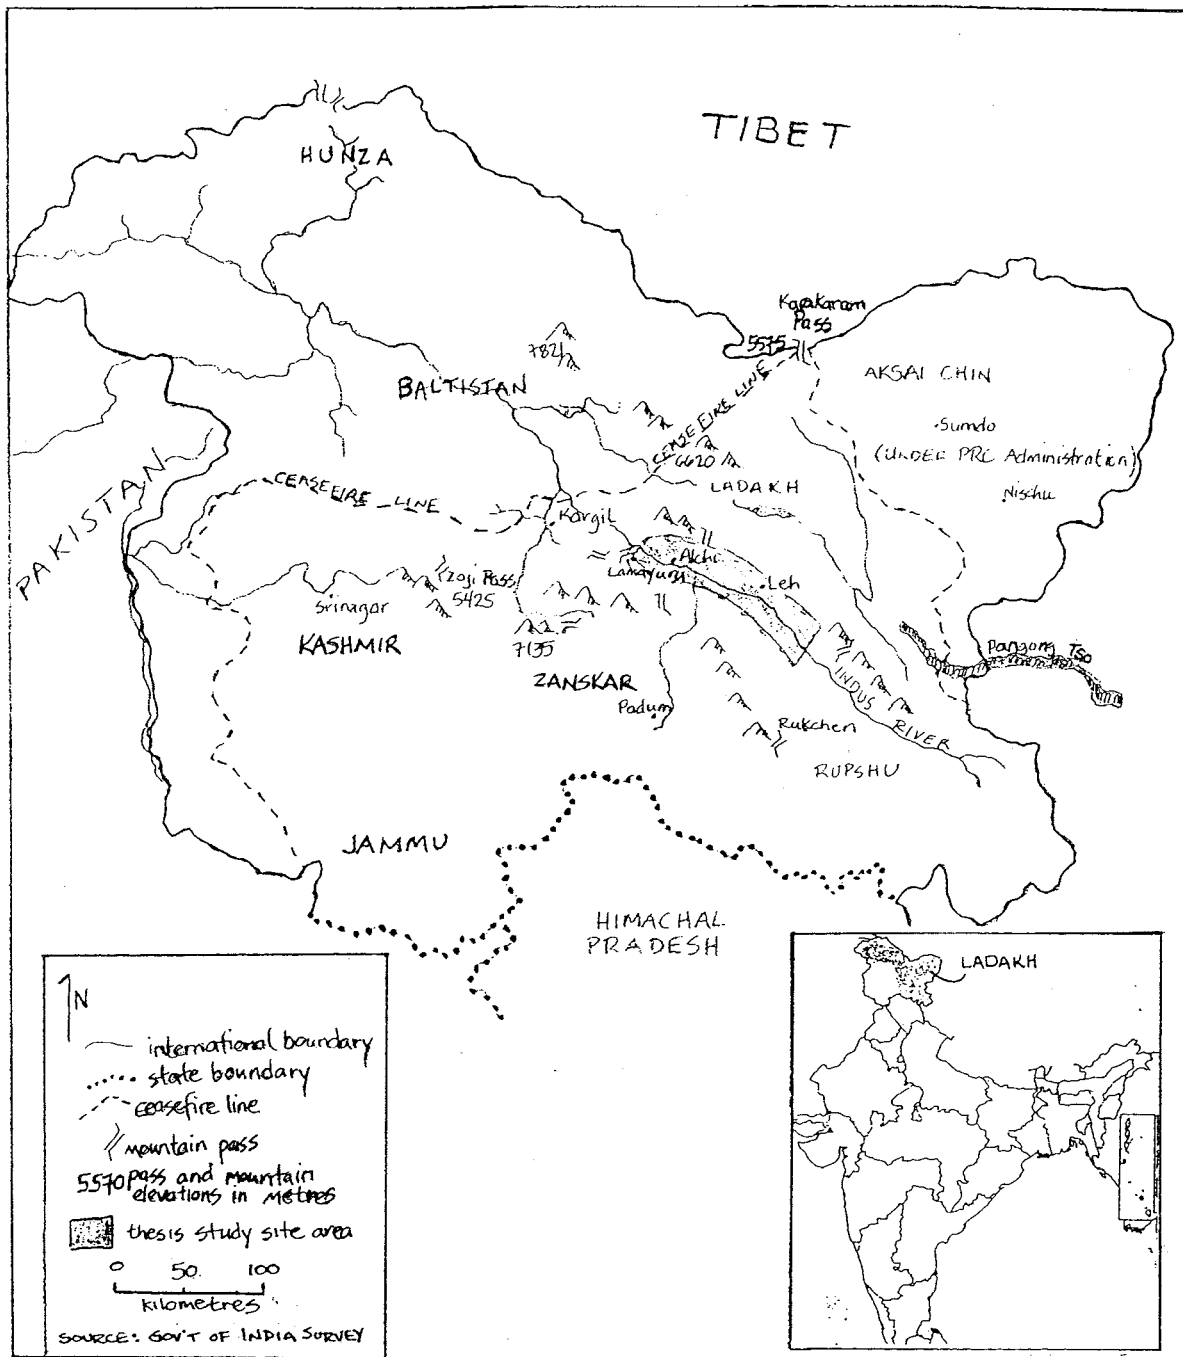 TIBET
HUNZA
Karakaram
Pass
5575
7821
AKSAI CHIN
BALTISTAN
CEASE FIRE LINE
Sumdo
(UNDER PRC Administration)
6620
PAKISTAN
CEASEFIRE LINE
LADAKH
Nischu
Kargil
Alchi
Zoji Pass
5425
Lamayuru
Leh
Srinagar
KASHMIR
7135
Pangong Tso
ZANSKAR
INDUS RIVER
Padum
Rukchen
RUPSHU
JAMMU
HIMACHAL
PRADESH
LADAKH
N
international boundary
state boundary
ceasefire line
mountain pass
5570 pass and mountain
elevations in metres
thesis study site area
0 50 100
kilometres
SOURCE: GOV'T OF INDIA SURVEY